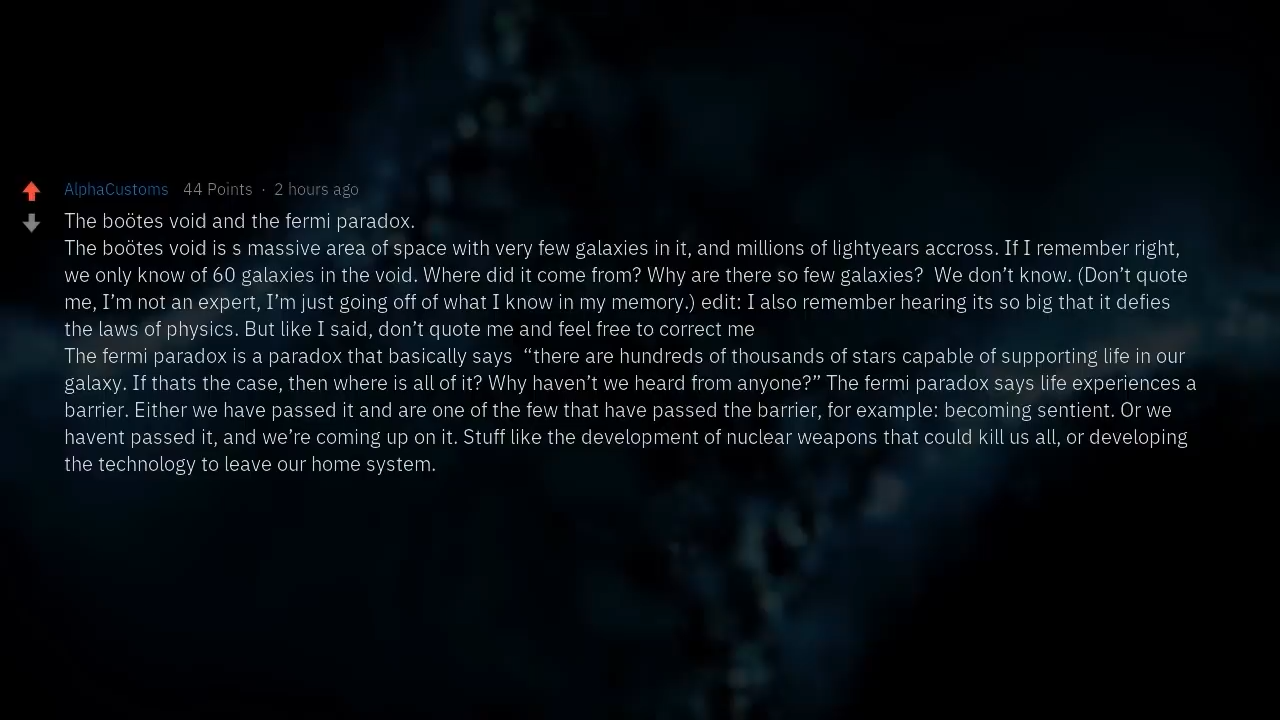 AlphaCustoms 44 Points · 2 hours ago
The boötes void and the fermi paradox.
The boötes void is s massive area of space with very few galaxies in it, and millions of lightyears accross. If I remember right,
we only know of 60 galaxies in the void. Where did it come from? Why are there so few galaxies?  We don’t know. (Don’t quote
me, I’m not an expert, I’m just going off of what I know in my memory.) edit: I also remember hearing its so big that it defies
the laws of physics. But like I said, don’t quote me and feel free to correct me
The fermi paradox is a paradox that basically says  “there are hundreds of thousands of stars capable of supporting life in our
galaxy. If thats the case, then where is all of it? Why haven’t we heard from anyone?” The fermi paradox says life experiences a
barrier. Either we have passed it and are one of the few that have passed the barrier, for example: becoming sentient. Or we
havent passed it, and we’re coming up on it. Stuff like the development of nuclear weapons that could kill us all, or developing
the technology to leave our home system.